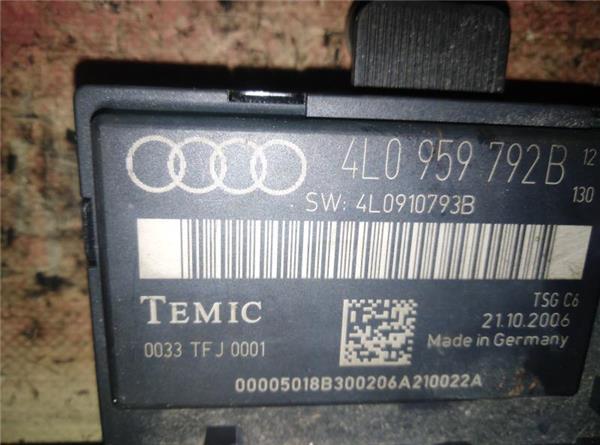 4L0 959 792B 12
130
SW: 4L0910793B
TEMIC
TSG C6
21.10.2006
0033 TFJ 0001
Made in Germany
00005018B300206A210022A